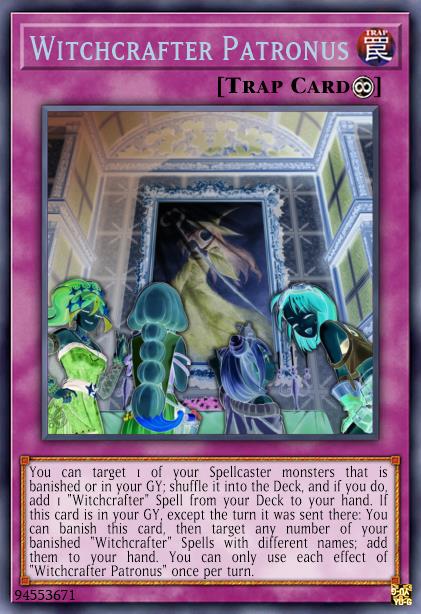 WITCHCRAFTER PATRONUS
TRAP
罠
[TRAP CARD∞]
You can target 1 of your Spellcaster monsters that is
banished or in your GY; shuffle it into the Deck, and if you do,
add 1 "Witchcrafter" Spell from your Deck to your hand. If
this card is in your GY, except the turn it was sent there: You
can banish this card, then target any number of your
banished "Witchcrafter" Spells with different names; add
them to your hand. You can only use each effect of
"Witchcrafter Patronus" once per turn.
94553671